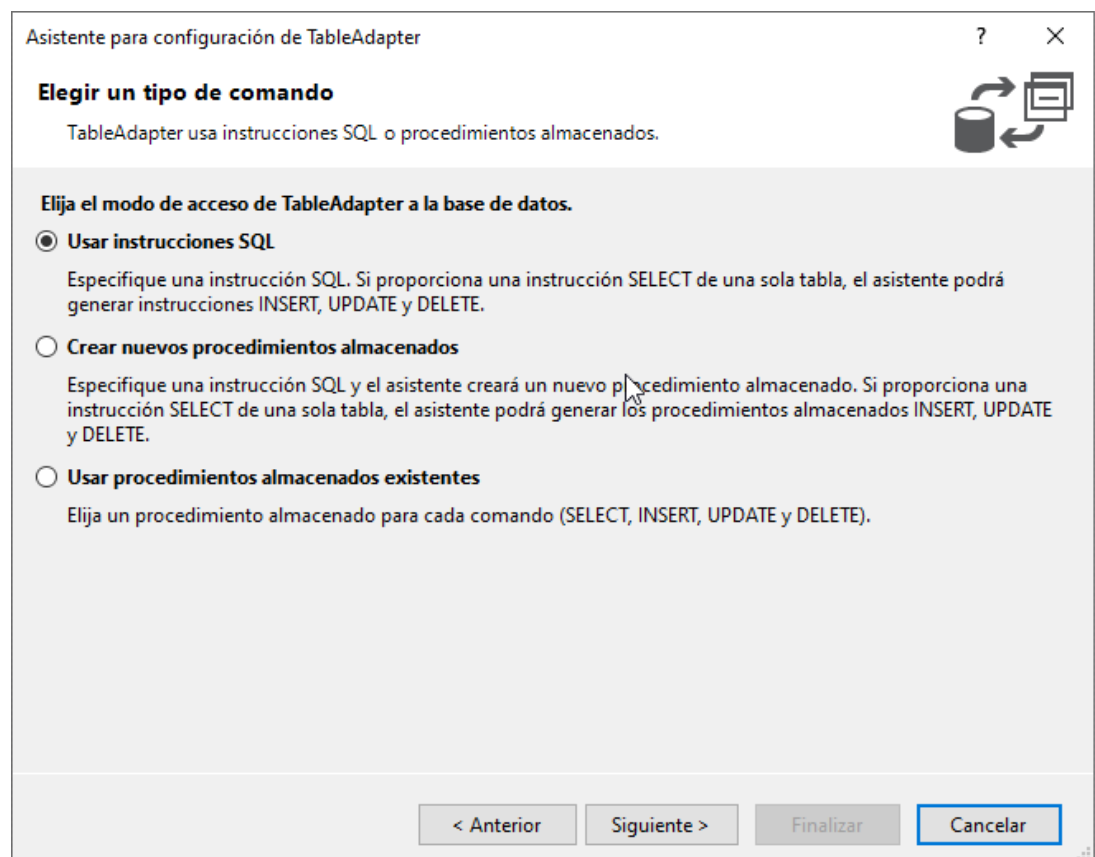 Asistente para configuración de TableAdapter
?
Elegir un tipo de comando
TableAdapter usa instrucciones SQL o procedimientos almacenados.
Elija el modo de acceso de TableAdapter a la base de datos.
Usar instrucciones SQL
Especifique una instrucción SQL. Si proporciona una instrucción SELECT de una sola tabla, el asistente podrá
generar instrucciones INSERT, UPDATE y DELETE.
Crear nuevos procedimientos almacenados
Especifique una instrucción SQL y el asistente creará un nuevo procedimiento almacenado. Si proporciona una
instrucción SELECT de una sola tabla, el asistente podrá generar los procedimientos almacenados INSERT, UPDATE
y DELETE.
Usar procedimientos almacenados existentes
Elija un procedimiento almacenado para cada comando (SELECT, INSERT, UPDATE y DELETE).
< Anterior Siguiente > Finalizar Cancelar